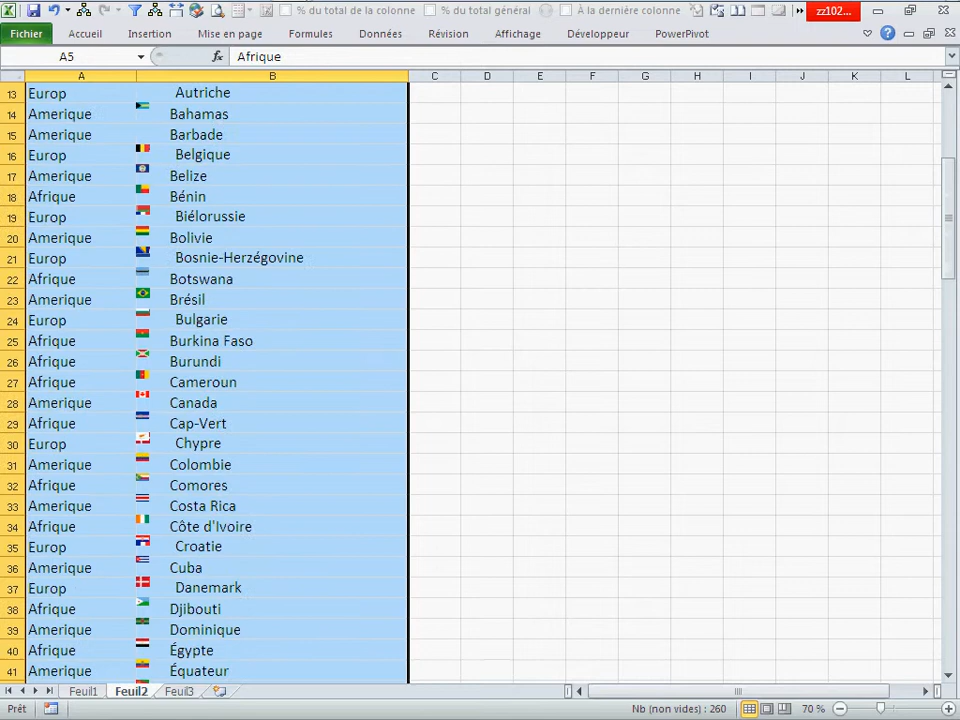 % du total de la colonne % du total général À la dernière colonne zz102...
Fichier Accueil Insertion Mise en page Formules Données Révision Affichage Développeur PowerPivot
A5 fx Afrique
A B C D E F G H I J K L
13 Europ Autriche
14 Amerique Bahamas
15 Amerique Barbade
16 Europ Belgique
17 Amerique Belize
18 Afrique Bénin
19 Europ Biélorussie
20 Amerique Bolivie
21 Europ Bosnie-Herzégovine
22 Afrique Botswana
23 Amerique Brésil
24 Europ Bulgarie
25 Afrique Burkina Faso
26 Afrique Burundi
27 Afrique Cameroun
28 Amerique Canada
29 Afrique Cap-Vert
30 Europ Chypre
31 Amerique Colombie
32 Afrique Comores
33 Amerique Costa Rica
34 Afrique Côte d'Ivoire
35 Europ Croatie
36 Amerique Cuba
37 Europ Danemark
38 Afrique Djibouti
39 Amerique Dominique
40 Afrique Égypte
41 Amerique Équateur
Feuil1 Feuil2 Feuil3
Prêt Nb (non vides) : 260 70 %